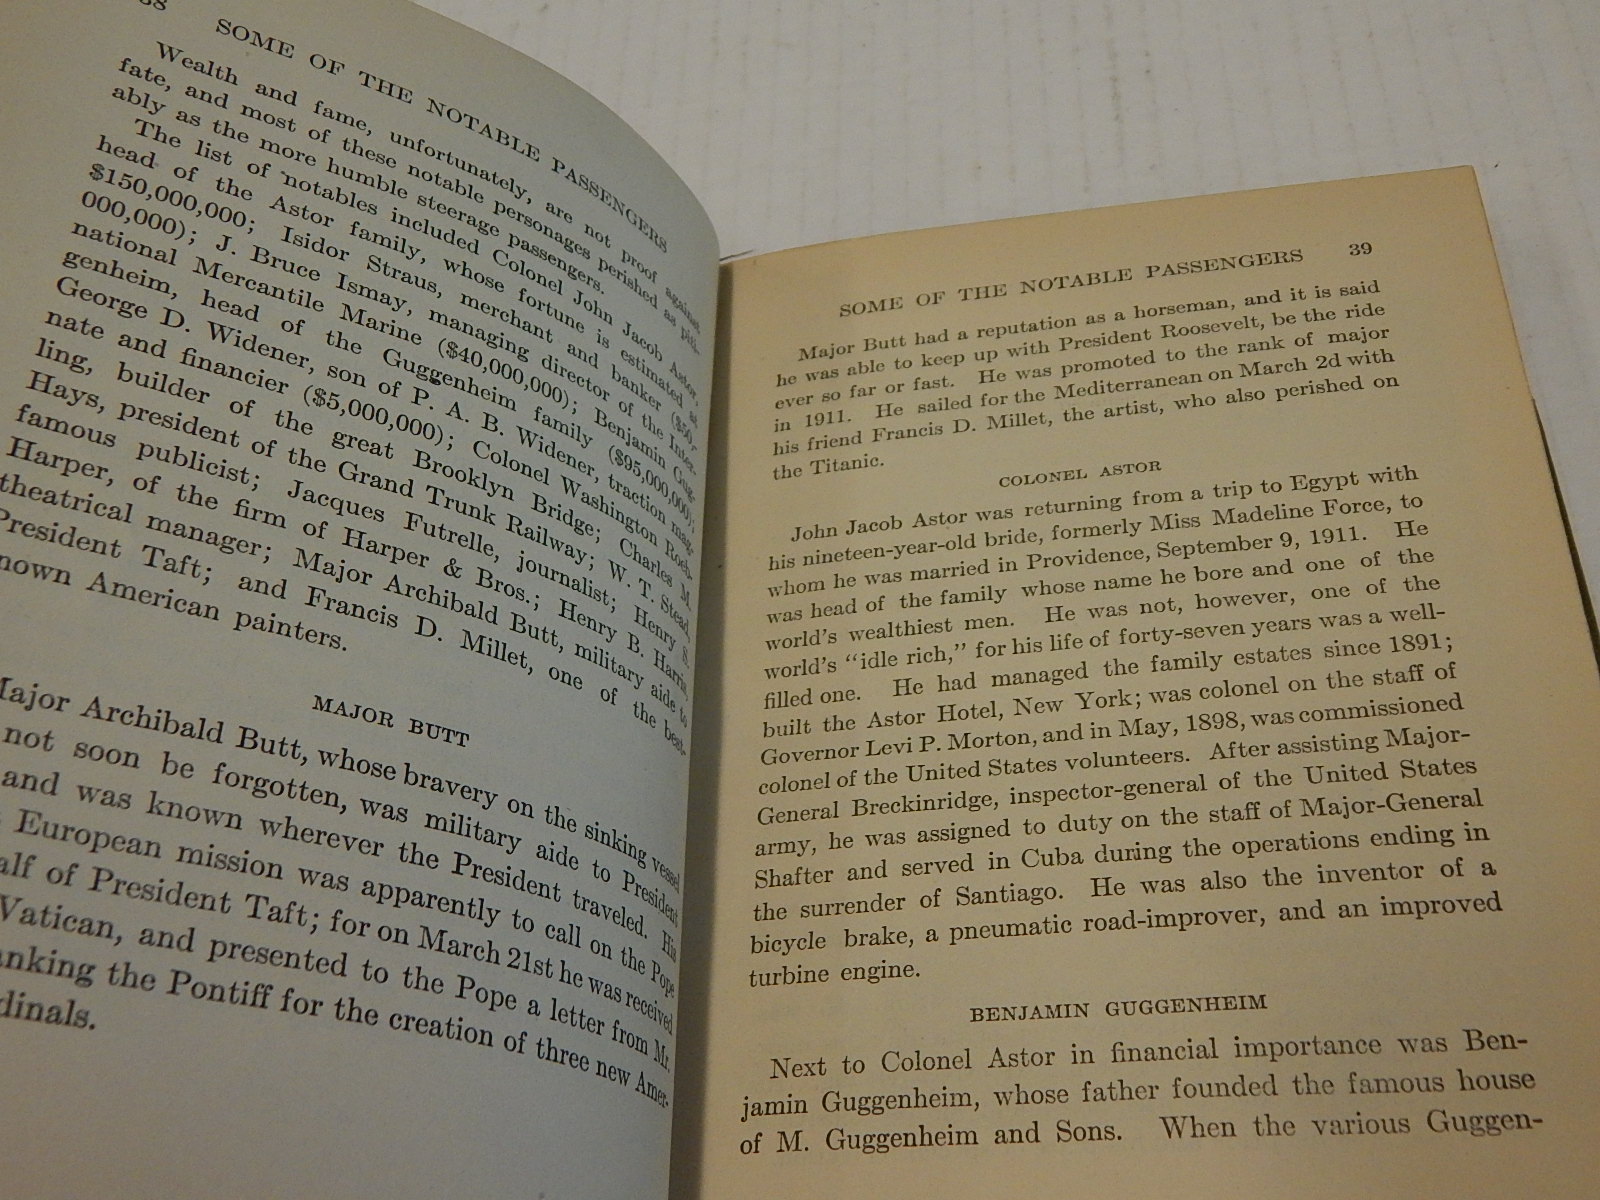 38 SOME OF THE NOTABLE PASSENGERS
Wealth and fame, unfortunately, are not proof against
fate, and most of these notable personages perished as piti-
ably as the more humble steerage passengers.
The list of notables included Colonel John Jacob Astor,
head of the Astor family, whose fortune is estimated at
$150,000,000; Isidor Straus, merchant and banker ($50,-
000,000); J. Bruce Ismay, managing director of the Inter-
national Mercantile Marine ($40,000,000); Benjamin Gug-
genheim, head of the Guggenheim family ($95,000,000);
George D. Widener, son of P. A. B. Widener, traction mag-
nate and financier ($5,000,000); Colonel Washington Roeb-
ling, builder of the great Brooklyn Bridge; Charles M.
Hays, president of the Grand Trunk Railway; W. T. Stead,
famous publicist; Jacques Futrelle, journalist; Henry S.
Harper, of the firm of Harper & Bros.; Henry B. Harris,
theatrical manager; Major Archibald Butt, military aide to
President Taft; and Francis D. Millet, one of the best-
nown American painters.
MAJOR BUTT
Major Archibald Butt, whose bravery on the sinking vessel
not soon be forgotten, was military aide to President
and was known wherever the President traveled. His
European mission was apparently to call on the Pope
alf of President Taft; for on March 21st he was received
Vatican, and presented to the Pope a letter from Mr.
anking the Pontiff for the creation of three new Amer-
dinals.
SOME OF THE NOTABLE PASSENGERS 39
Major Butt had a reputation as a horseman, and it is said
he was able to keep up with President Roosevelt, be the ride
ever so far or fast. He was promoted to the rank of major
in 1911. He sailed for the Mediterranean on March 2d with
his friend Francis D. Millet, the artist, who also perished on
the Titanic.
COLONEL ASTOR
John Jacob Astor was returning from a trip to Egypt with
his nineteen-year-old bride, formerly Miss Madeline Force, to
whom he was married in Providence, September 9, 1911. He
was head of the family whose name he bore and one of the
world's wealthiest men. He was not, however, one of the
world's "idle rich," for his life of forty-seven years was a well-
filled one. He had managed the family estates since 1891;
built the Astor Hotel, New York; was colonel on the staff of
Governor Levi P. Morton, and in May, 1898, was commissioned
colonel of the United States volunteers. After assisting Major-
General Breckinridge, inspector-general of the United States
army, he was assigned to duty on the staff of Major-General
Shafter and served in Cuba during the operations ending in
the surrender of Santiago. He was also the inventor of a
bicycle brake, a pneumatic road-improver, and an improved
turbine engine.
BENJAMIN GUGGENHEIM
Next to Colonel Astor in financial importance was Ben-
jamin Guggenheim, whose father founded the famous house
of M. Guggenheim and Sons. When the various Guggen-